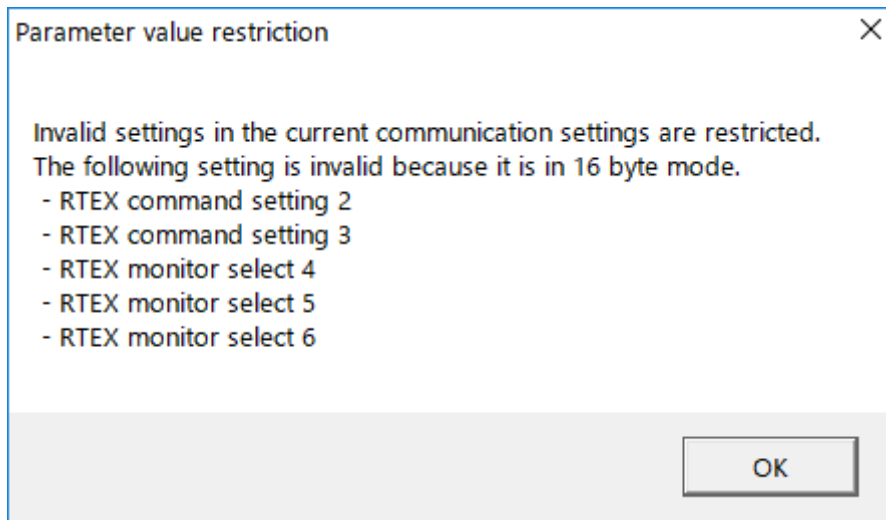 Parameter value restriction
Invalid settings in the current communication settings are restricted.
The following setting is invalid because it is in 16 byte mode.
- RTEX command setting 2
- RTEX command setting 3
- RTEX monitor select 4
- RTEX monitor select 5
- RTEX monitor select 6
OK